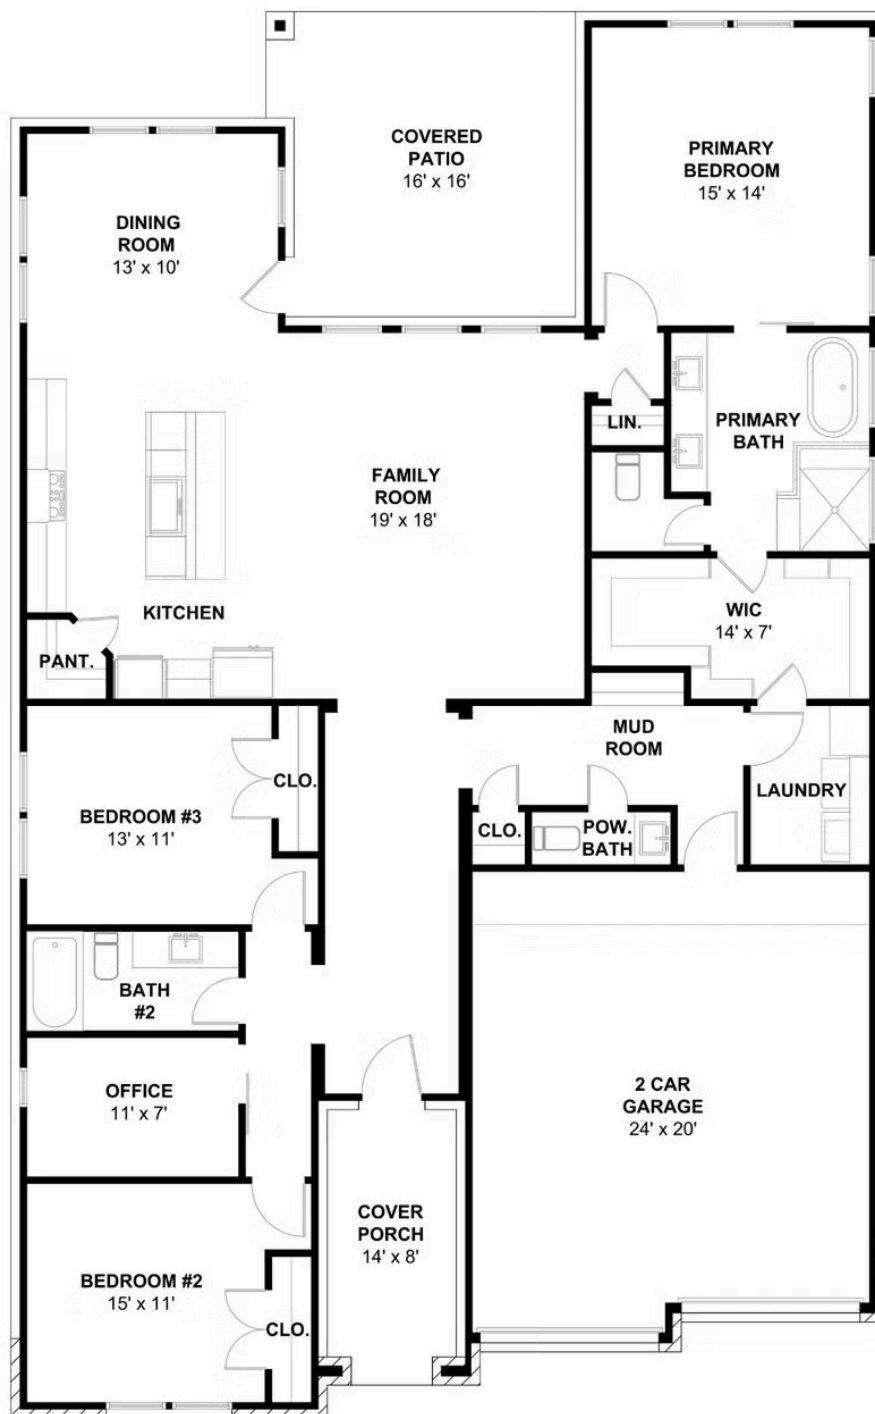 COVERED
PATIO
16' x 16'
PRIMARY
BEDROOM
15' x 14'
DINING
ROOM
13' x 10'
LIN.
PRIMARY
BATH
FAMILY
ROOM
19' x 18'
KITCHEN
WIC
14' x 7'
PANT.
MUD
ROOM
CLO.
LAUNDRY
BEDROOM #3
13' x 11'
CLO.
POW.
BATH
BATH
#2
OFFICE
11' x 7'
2 CAR
GARAGE
24' x 20'
COVER
PORCH
14' x 8'
BEDROOM #2
15' x 11'
CLO.